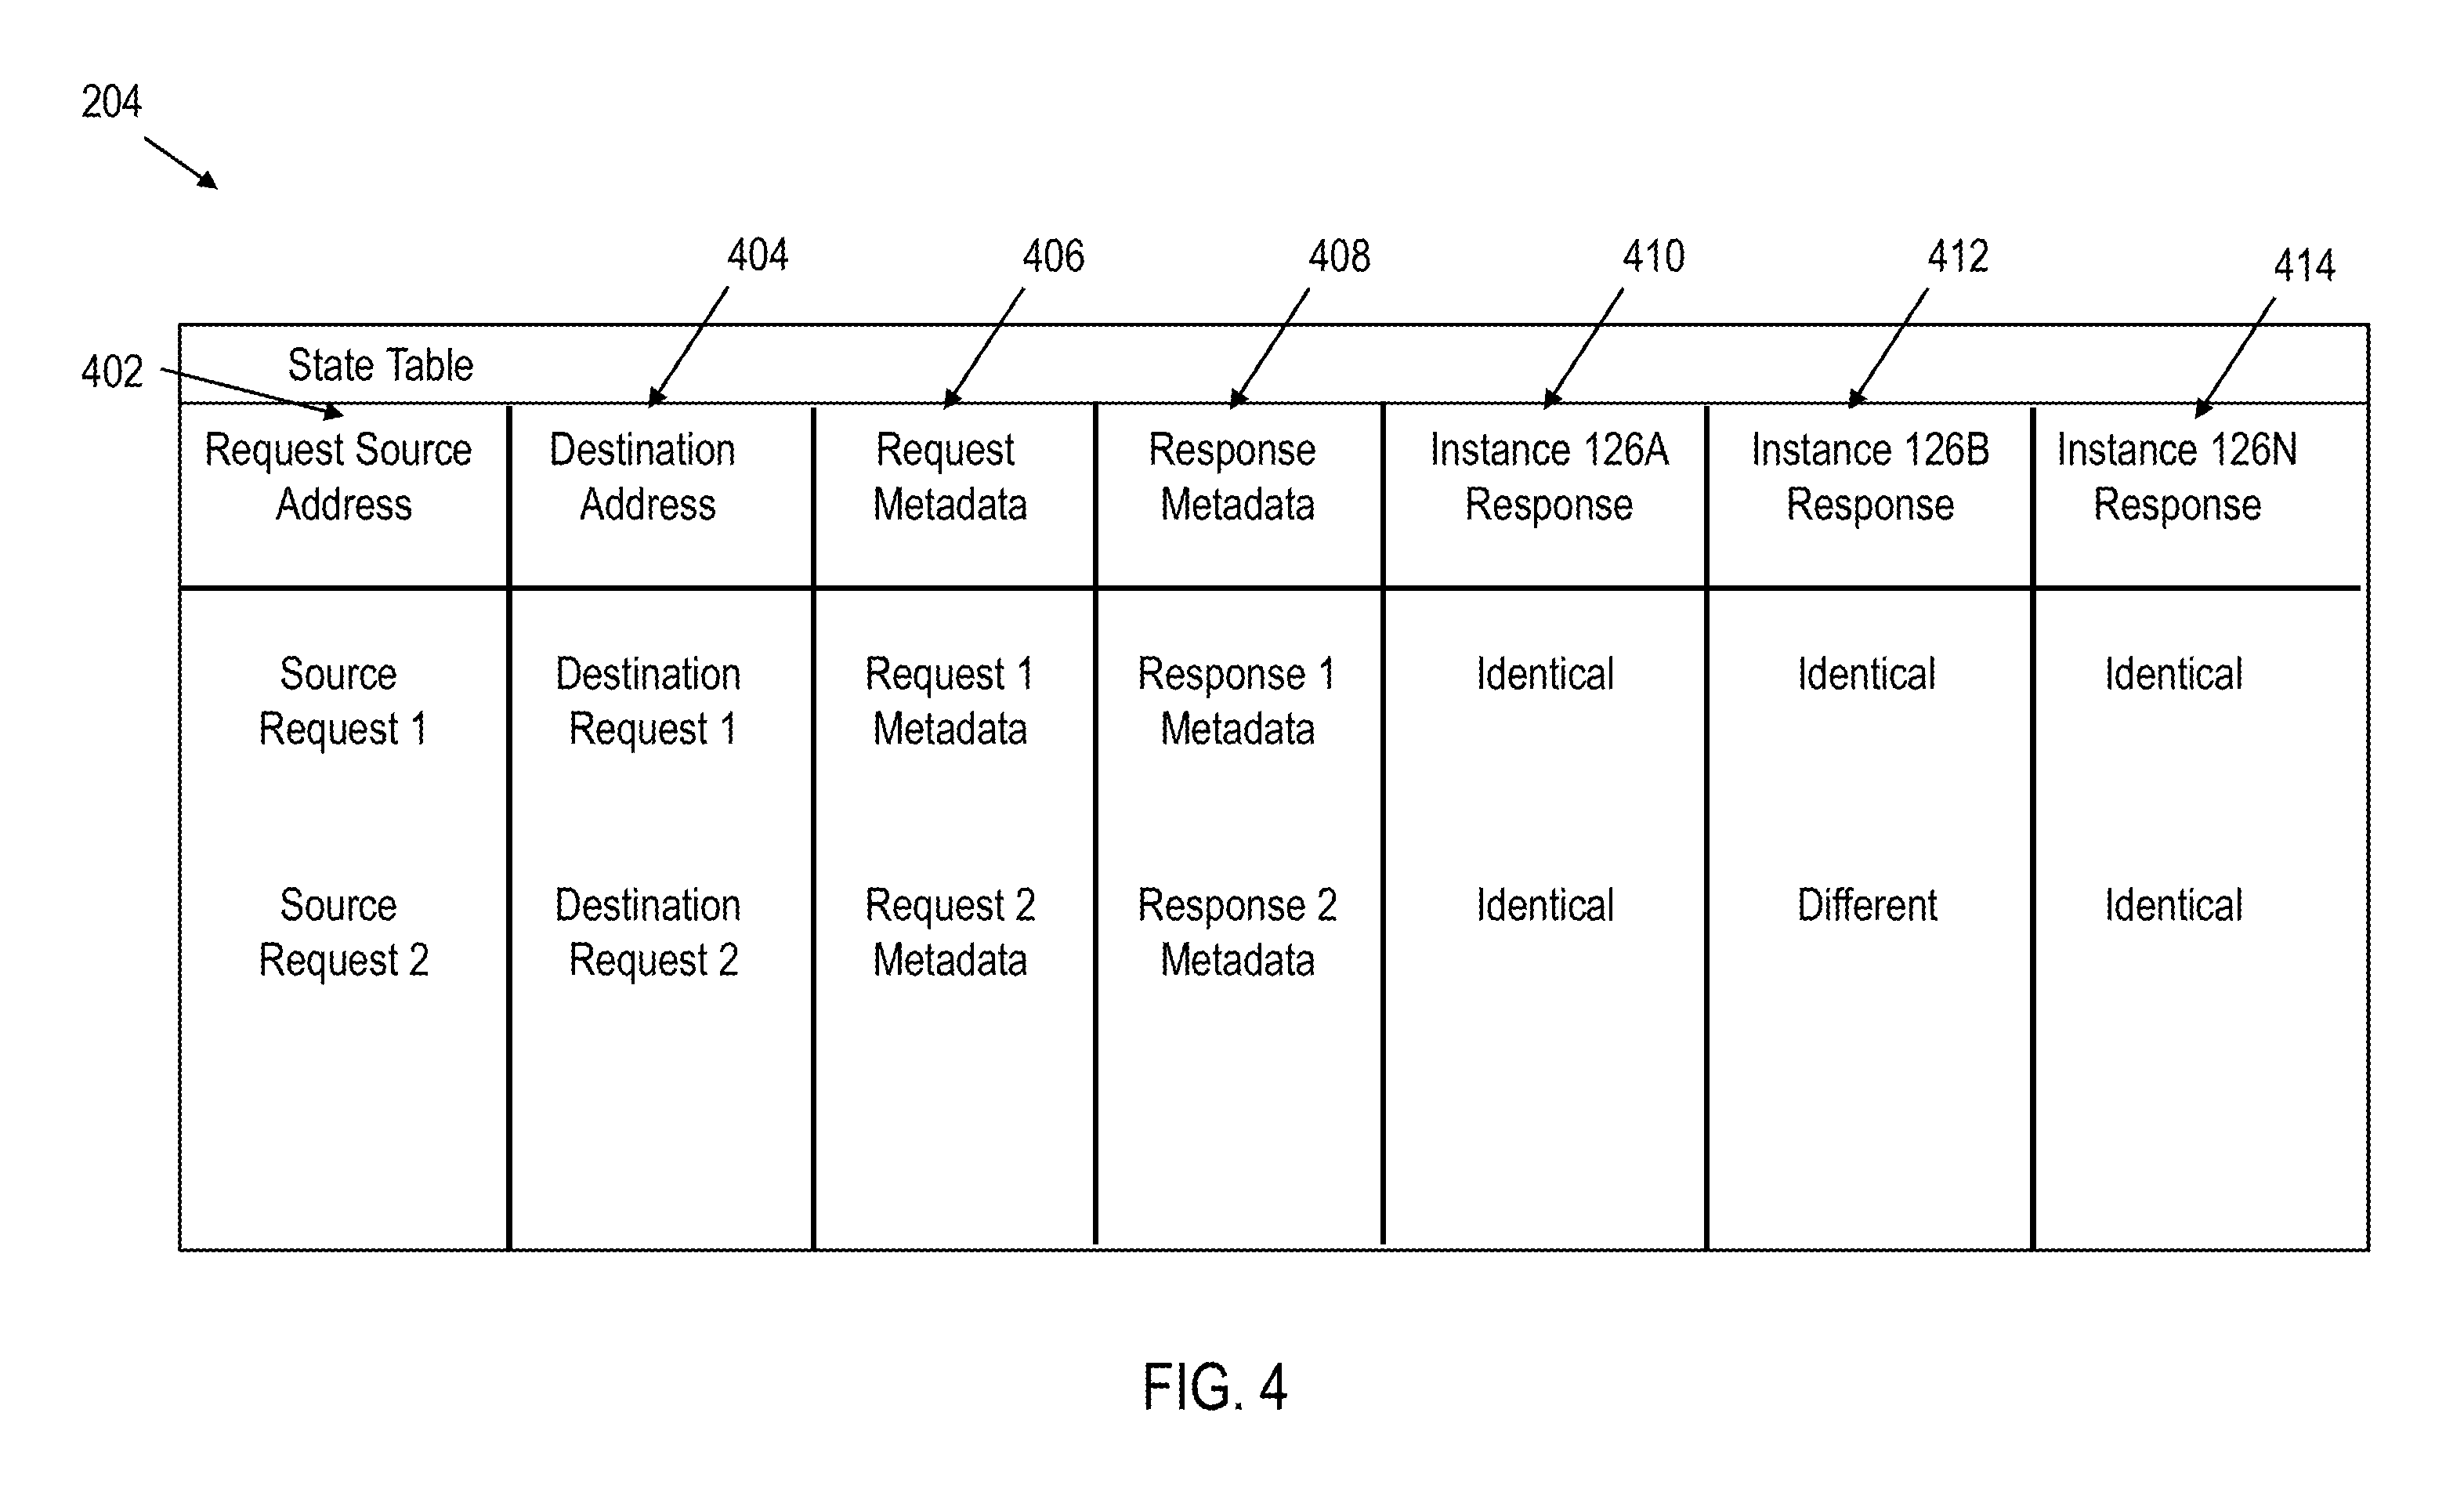 204
404
406
408
410
412
414
402
State Table
Request Source Address
Destination Address
Request Metadata
Response Metadata
Instance 126A Response
Instance 126B Response
Instance 126N Response
Source Request 1
Destination Request 1
Request 1 Metadata
Response 1 Metadata
Identical
Identical
Identical
Source Request 2
Destination Request 2
Request 2 Metadata
Response 2 Metadata
Identical
Different
Identical
FIG. 4